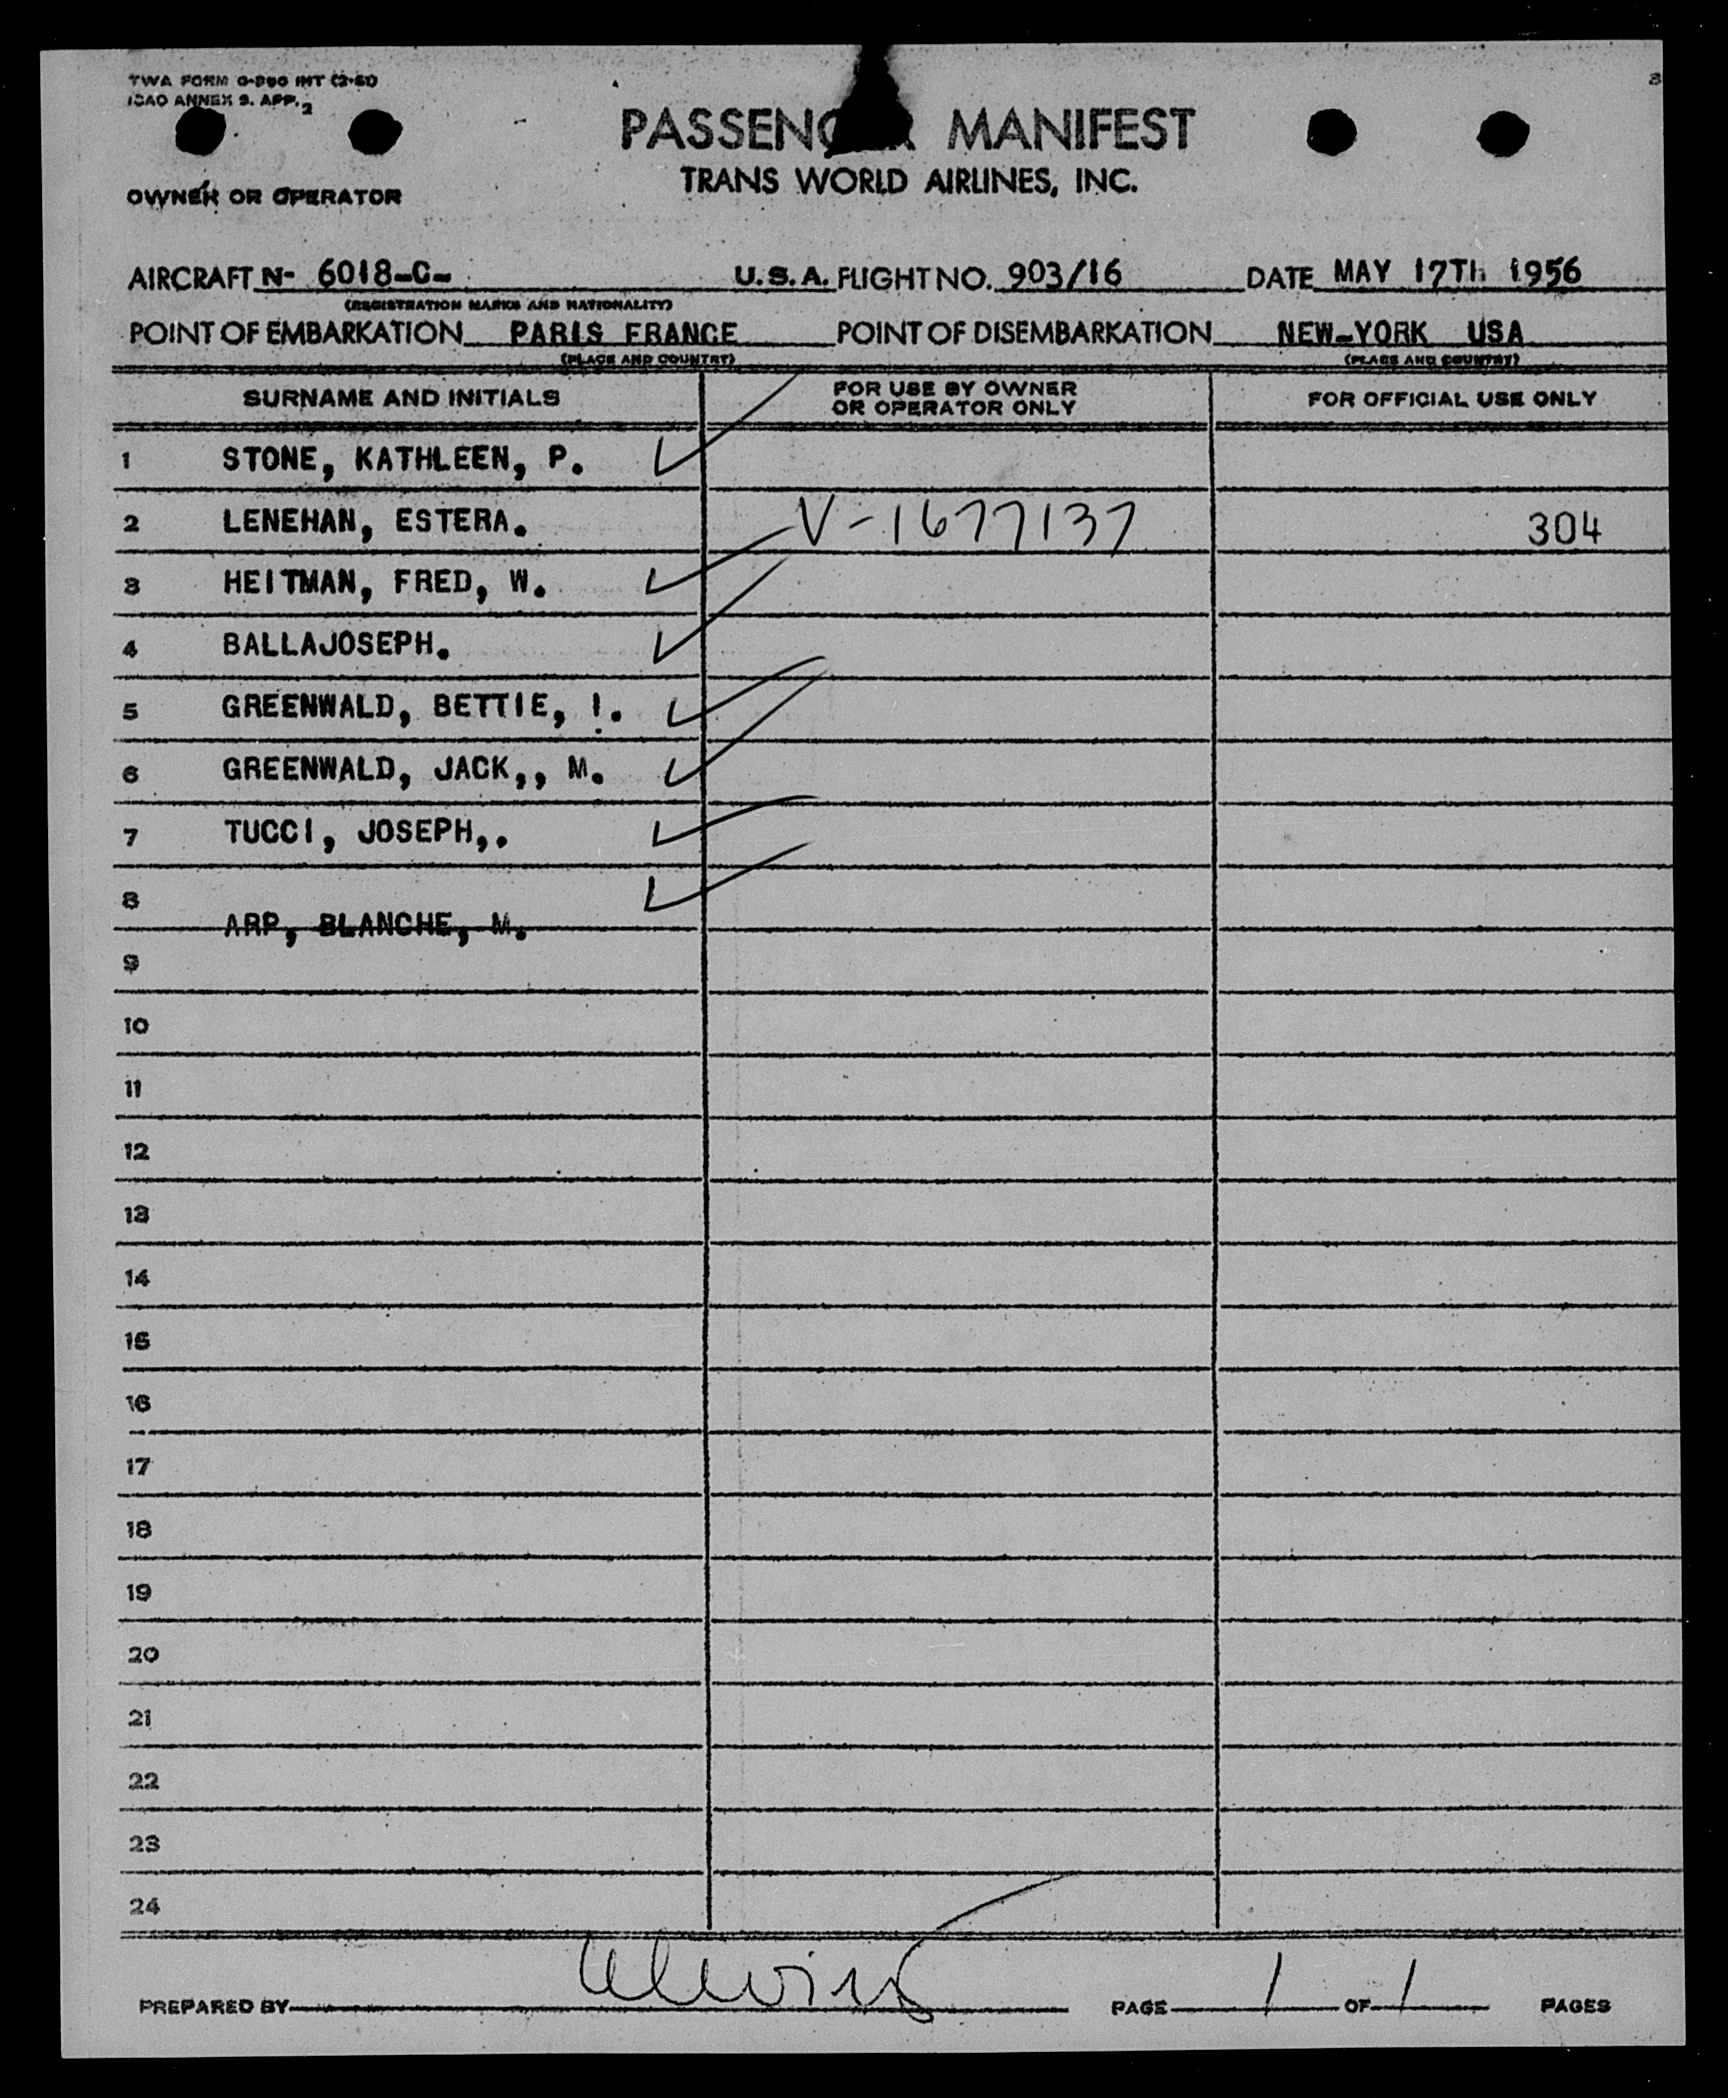 TWA FORM INT (2-51)
ICAO ANNEX 9. APP. 2
3
PASSENGER MANIFEST
TRANS WORLD AIRLINES, INC.
OWNER OR OPERATOR
AIRCRAFT N- 6018-C- U.S.A. FLIGHT NO. 903/16 DATE MAY 17Th 1956
(REGISTRATION MARKS AND NATIONALITY)
POINT OF EMBARKATION PARIS FRANCE POINT OF DISEMBARKATION NEW-YORK USA
(PLACE AND COUNTRY) (PLACE AND COUNTRY)
SURNAME AND INITIALS FOR USE BY OWNER OR OPERATOR ONLY FOR OFFICIAL USE ONLY
1 STONE, KATHLEEN, P.
2 LENEHAN, ESTERA. V-1677137 304
3 HEITMAN, FRED, W.
4 BALLAJOSEPH.
5 GREENWALD, BETTIE, I.
6 GREENWALD, JACK,, M.
7 TUCCI, JOSEPH,.
8 ARP, BLANCHE, M.
9
10
11
12
13
14
15
16
17
18
19
20
21
22
23
24
PREPARED BY PAGE 1 OF 1 PAGES